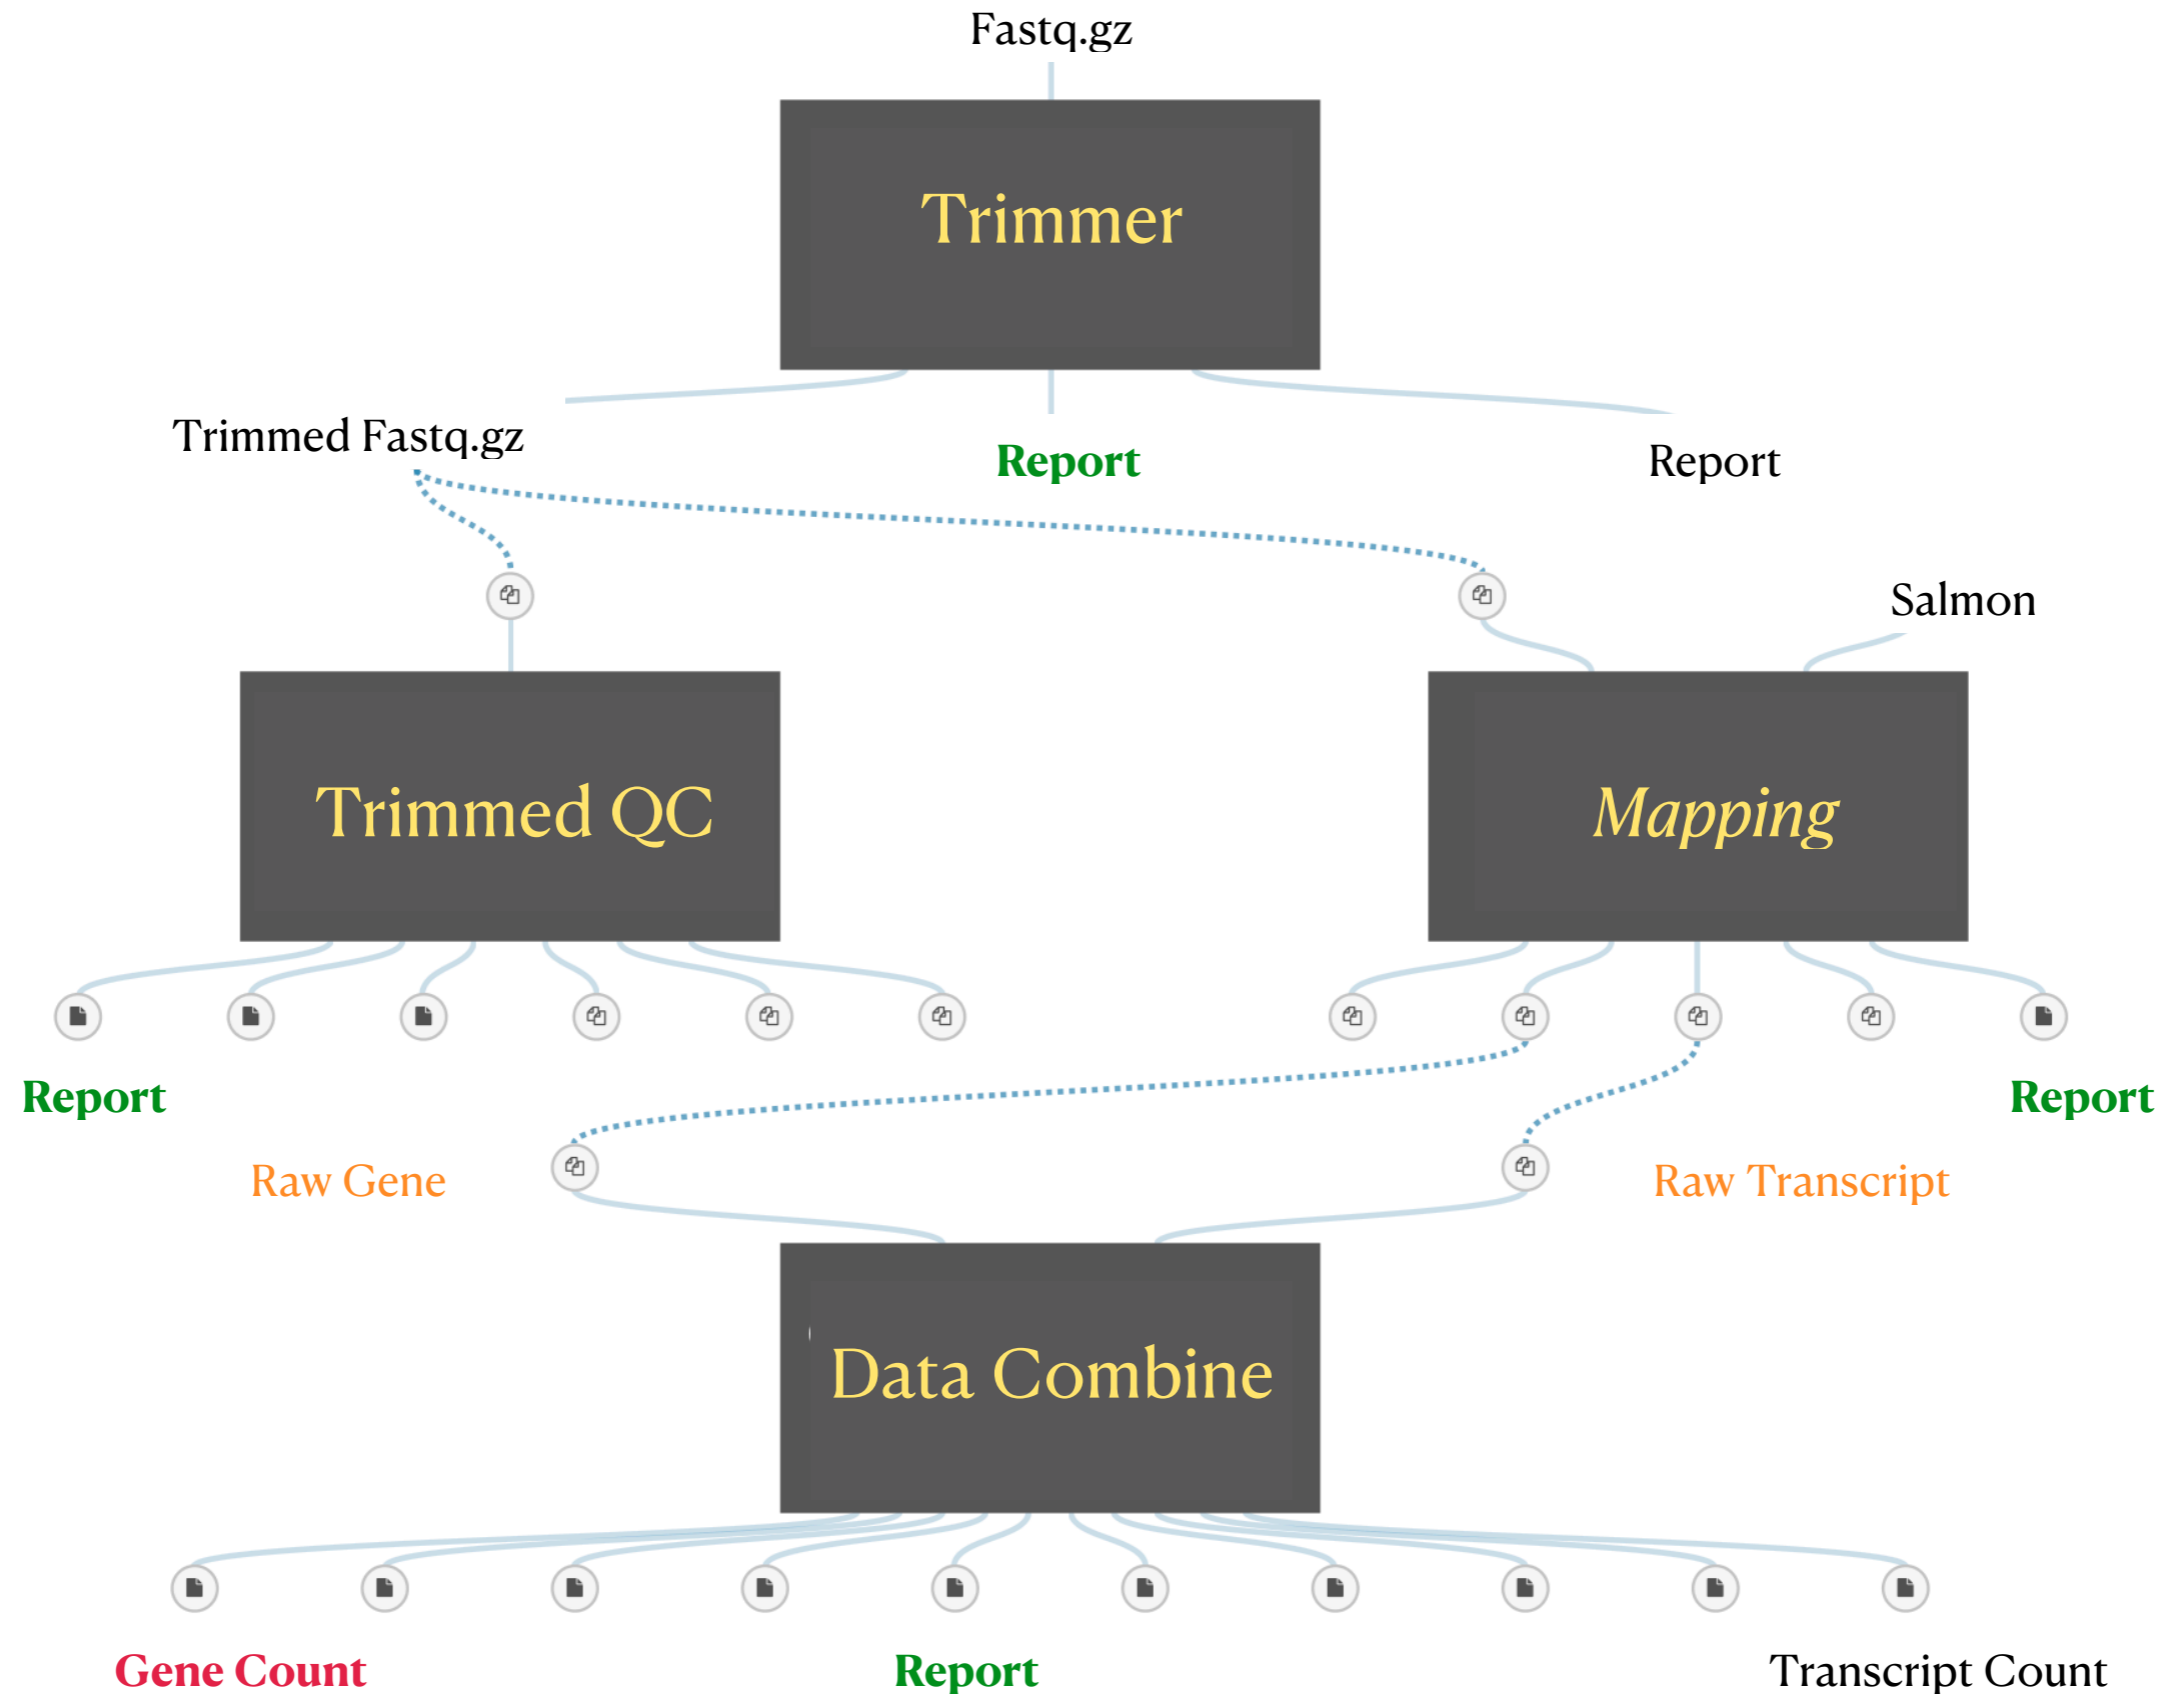 Fastq.gz
Trimmer
Trimmed Fastq.gz
Report
Report
Salmon
Trimmed QC
Mapping
Report
Report
Raw Gene
Raw Transcript
Data Combine
Gene Count
Report
Transcript Count